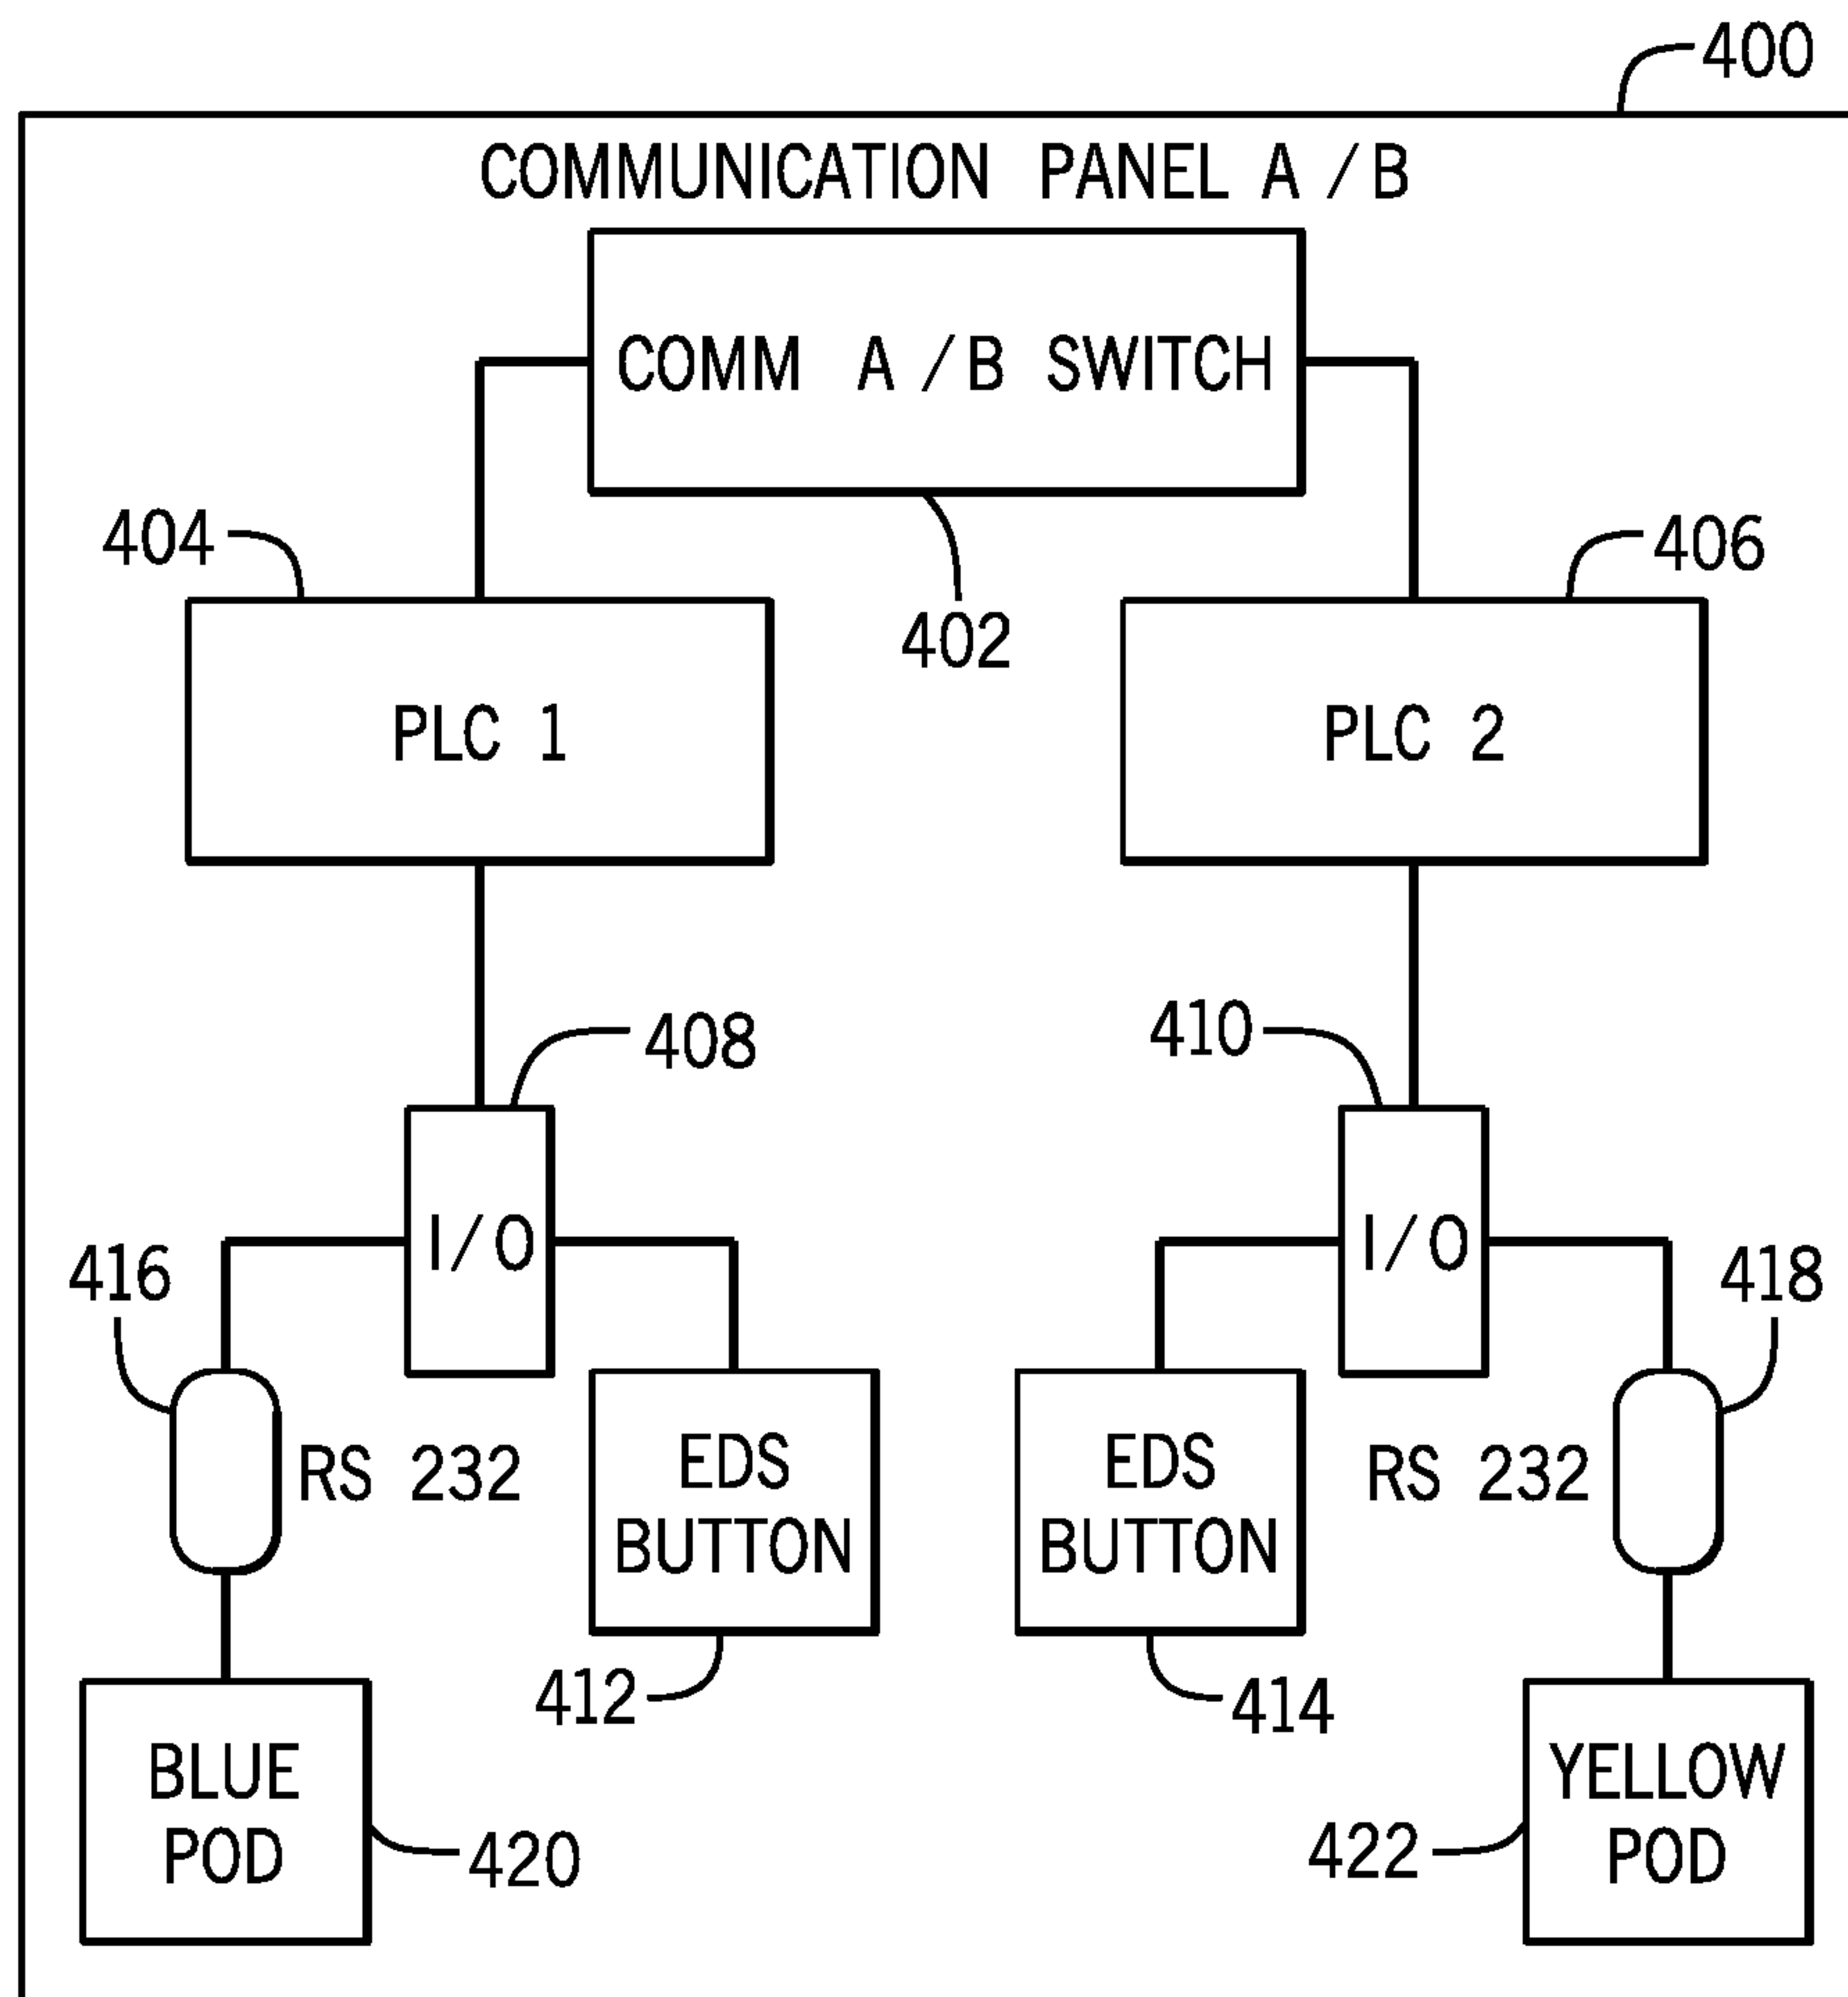 400
COMMUNICATION PANEL A / B
COMM A / B SWITCH
404
406
402
PLC 1
PLC 2
408
410
I/O
I/O
416
418
EDS
BUTTON
EDS
BUTTON
RS 232
RS 232
412
414
BLUE
POD
YELLOW
POD
420
422